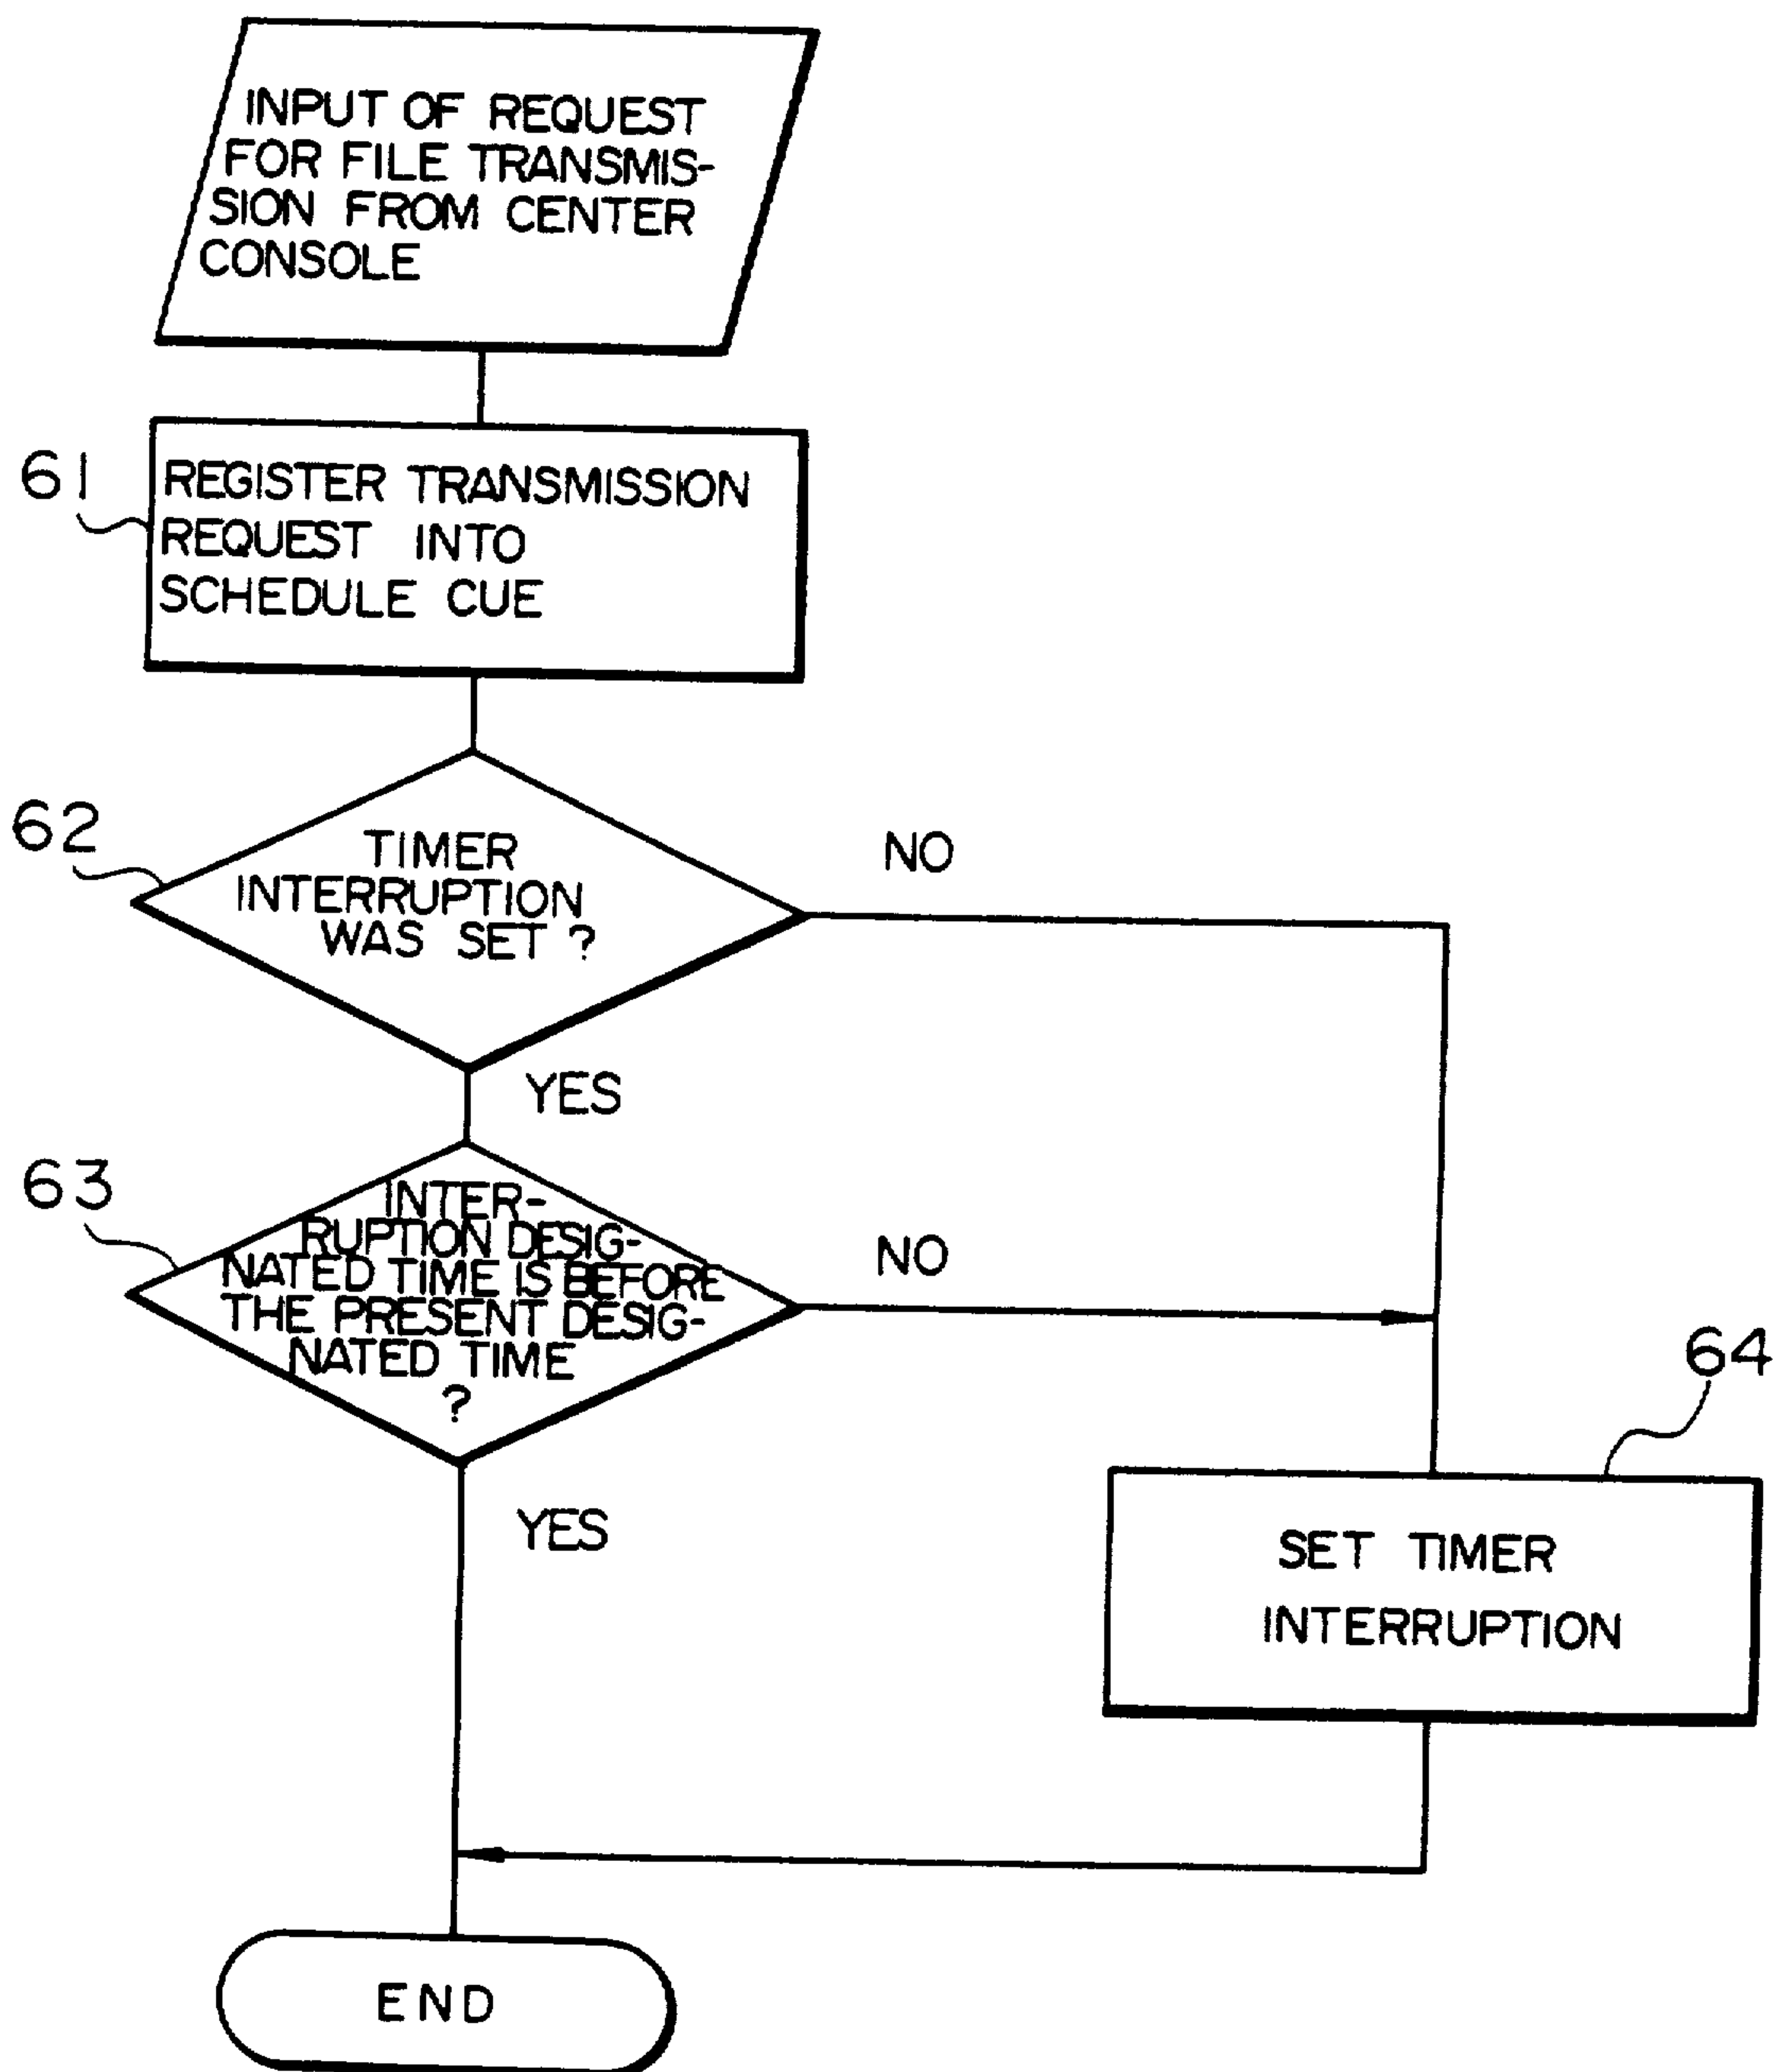 INPUT OF REQUEST
FOR FILE TRANSMIS-
SION FROM CENTER
CONSOLE
61
REGISTER TRANSMISSION
REQUEST INTO
SCHEDULE CUE
62
TIMER
INTERRUPTION
WAS SET ?
NO
YES
63
INTER-
RUPTION DESIG-
NATED TIME IS BEFORE
THE PRESENT DESIG-
NATED TIME
?
NO
YES
64
SET TIMER
INTERRUPTION
END